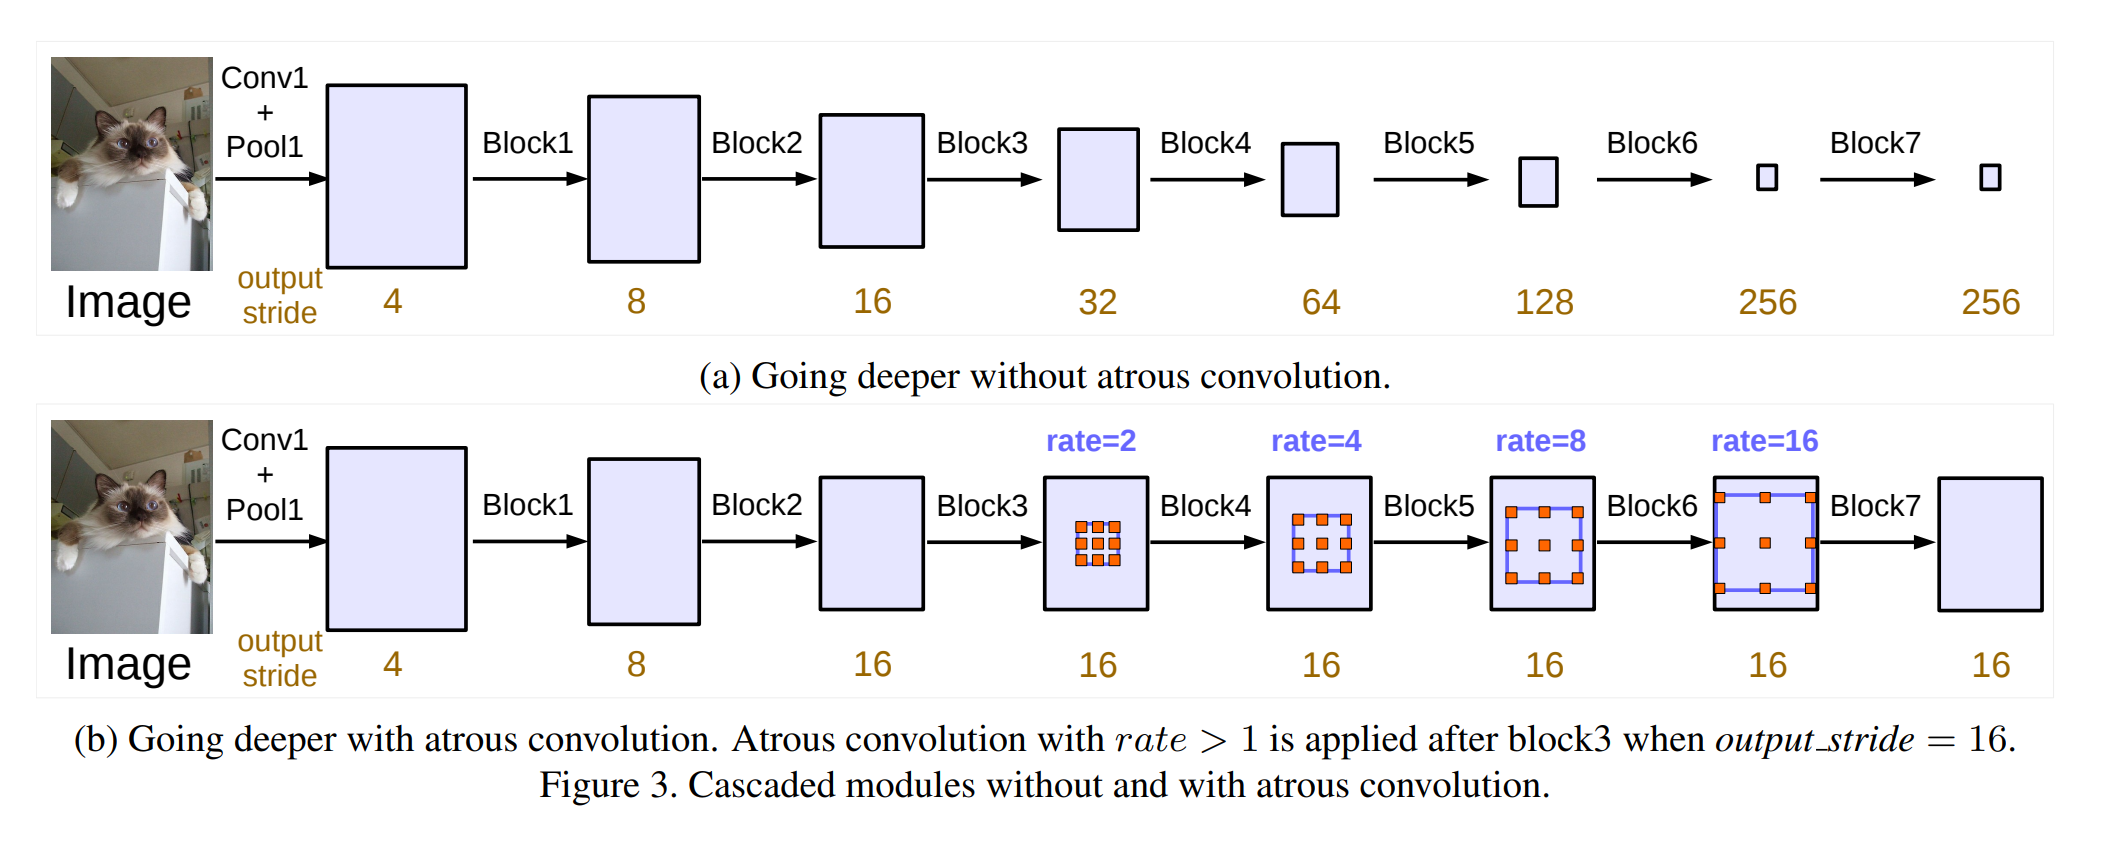 Conv1
+
Pool1
Block1
Block2
Block3
Block4
Block5
Block6
Block7
Image
output
stride
4
8
16
32
64
128
256
256
(a) Going deeper without atrous convolution.
Conv1
+
Pool1
Block1
Block2
Block3
rate=2
Block4
rate=4
Block5
rate=8
Block6
rate=16
Block7
Image
output
stride
4
8
16
16
16
16
16
16
(b) Going deeper with atrous convolution. Atrous convolution with rate > 1 is applied after block3 when output_stride = 16.
Figure 3. Cascaded modules without and with atrous convolution.